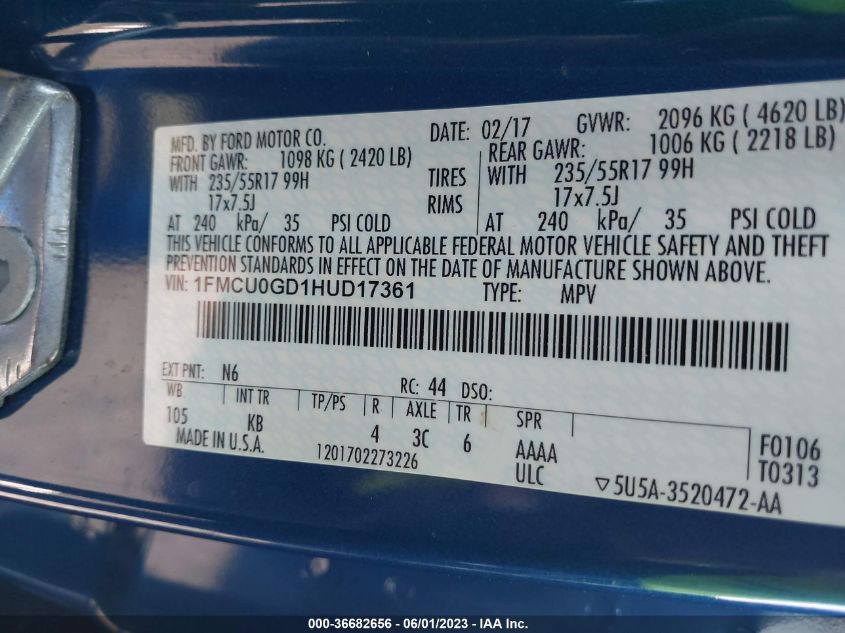 MFD. BY FORD MOTOR CO. DATE: 02/17 GVWR: 2096 KG ( 4620 LB)
FRONT GAWR: 1098 KG ( 2420 LB) REAR GAWR: 1006 KG ( 2218 LB)
WITH 235/55R17 99H TIRES WITH 235/55R17 99H
17x7.5J RIMS 17x7.5J
AT 240 kPa/ 35 PSI COLD AT 240 kPa/ 35 PSI COLD
THIS VEHICLE CONFORMS TO ALL APPLICABLE FEDERAL MOTOR VEHICLE SAFETY AND THEFT
PREVENTION STANDARDS IN EFFECT ON THE DATE OF MANUFACTURE SHOWN ABOVE.
VIN: 1FMCU0GD1HUD17361 TYPE: MPV
EXT PNT: N6 RC: 44 DSO:
WB INT TR TP/PS R AXLE TR SPR
105 KB 4 3C 6 AAAA F0106
MADE IN U.S.A. 1201702273226 ULC T0313
▽5U5A-3520472-AA
000-36682656 - 06/01/2023 - IAA Inc.